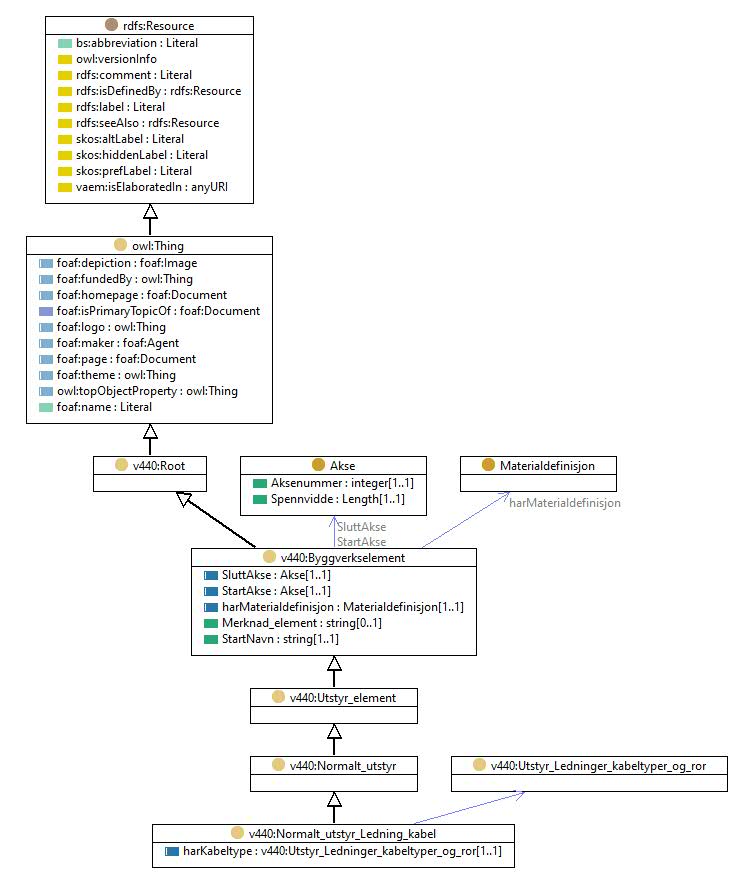 rdfs:Resource
bs:abbreviation : Literal
owl:versionInfo
rdfs:comment : Literal
rdfs:isDefinedBy : rdfs:Resource
rdfs:label : Literal
rdfs:seeAlso : rdfs:Resource
skos:altLabel : Literal
skos:hiddenLabel : Literal
skos:prefLabel : Literal
vaem:isElaboratedIn : anyURI
owl:Thing
foaf:depiction : foaf:Image
foaf:fundedBy : owl:Thing
foaf:homepage : foaf:Document
foaf:isPrimaryTopicOf : foaf:Document
foaf:logo : owl:Thing
foaf:maker : foaf:Agent
foaf:page : foaf:Document
foaf:theme : owl:Thing
owl:topObjectProperty : owl:Thing
foaf:name : Literal
v440:Root
Akse
Aksenummer : integer[1..1]
Spennvidde : Length[1..1]
Materialdefinisjon
harMaterialdefinisjon
SluttAkse
StartAkse
v440:Byggverkselement
SluttAkse : Akse[1..1]
StartAkse : Akse[1..1]
harMaterialdefinisjon : Materialdefinisjon[1..1]
Merknad_element : string[0..1]
StartNavn : string[1..1]
v440:Utstyr_element
v440:Normalt_utstyr
v440:Utstyr_Ledninger_kabeltyper_og_ror
v440:Normalt_utstyr_Ledning_kabel
harKabeltype : v440:Utstyr_Ledninger_kabeltyper_og_ror[1..1]